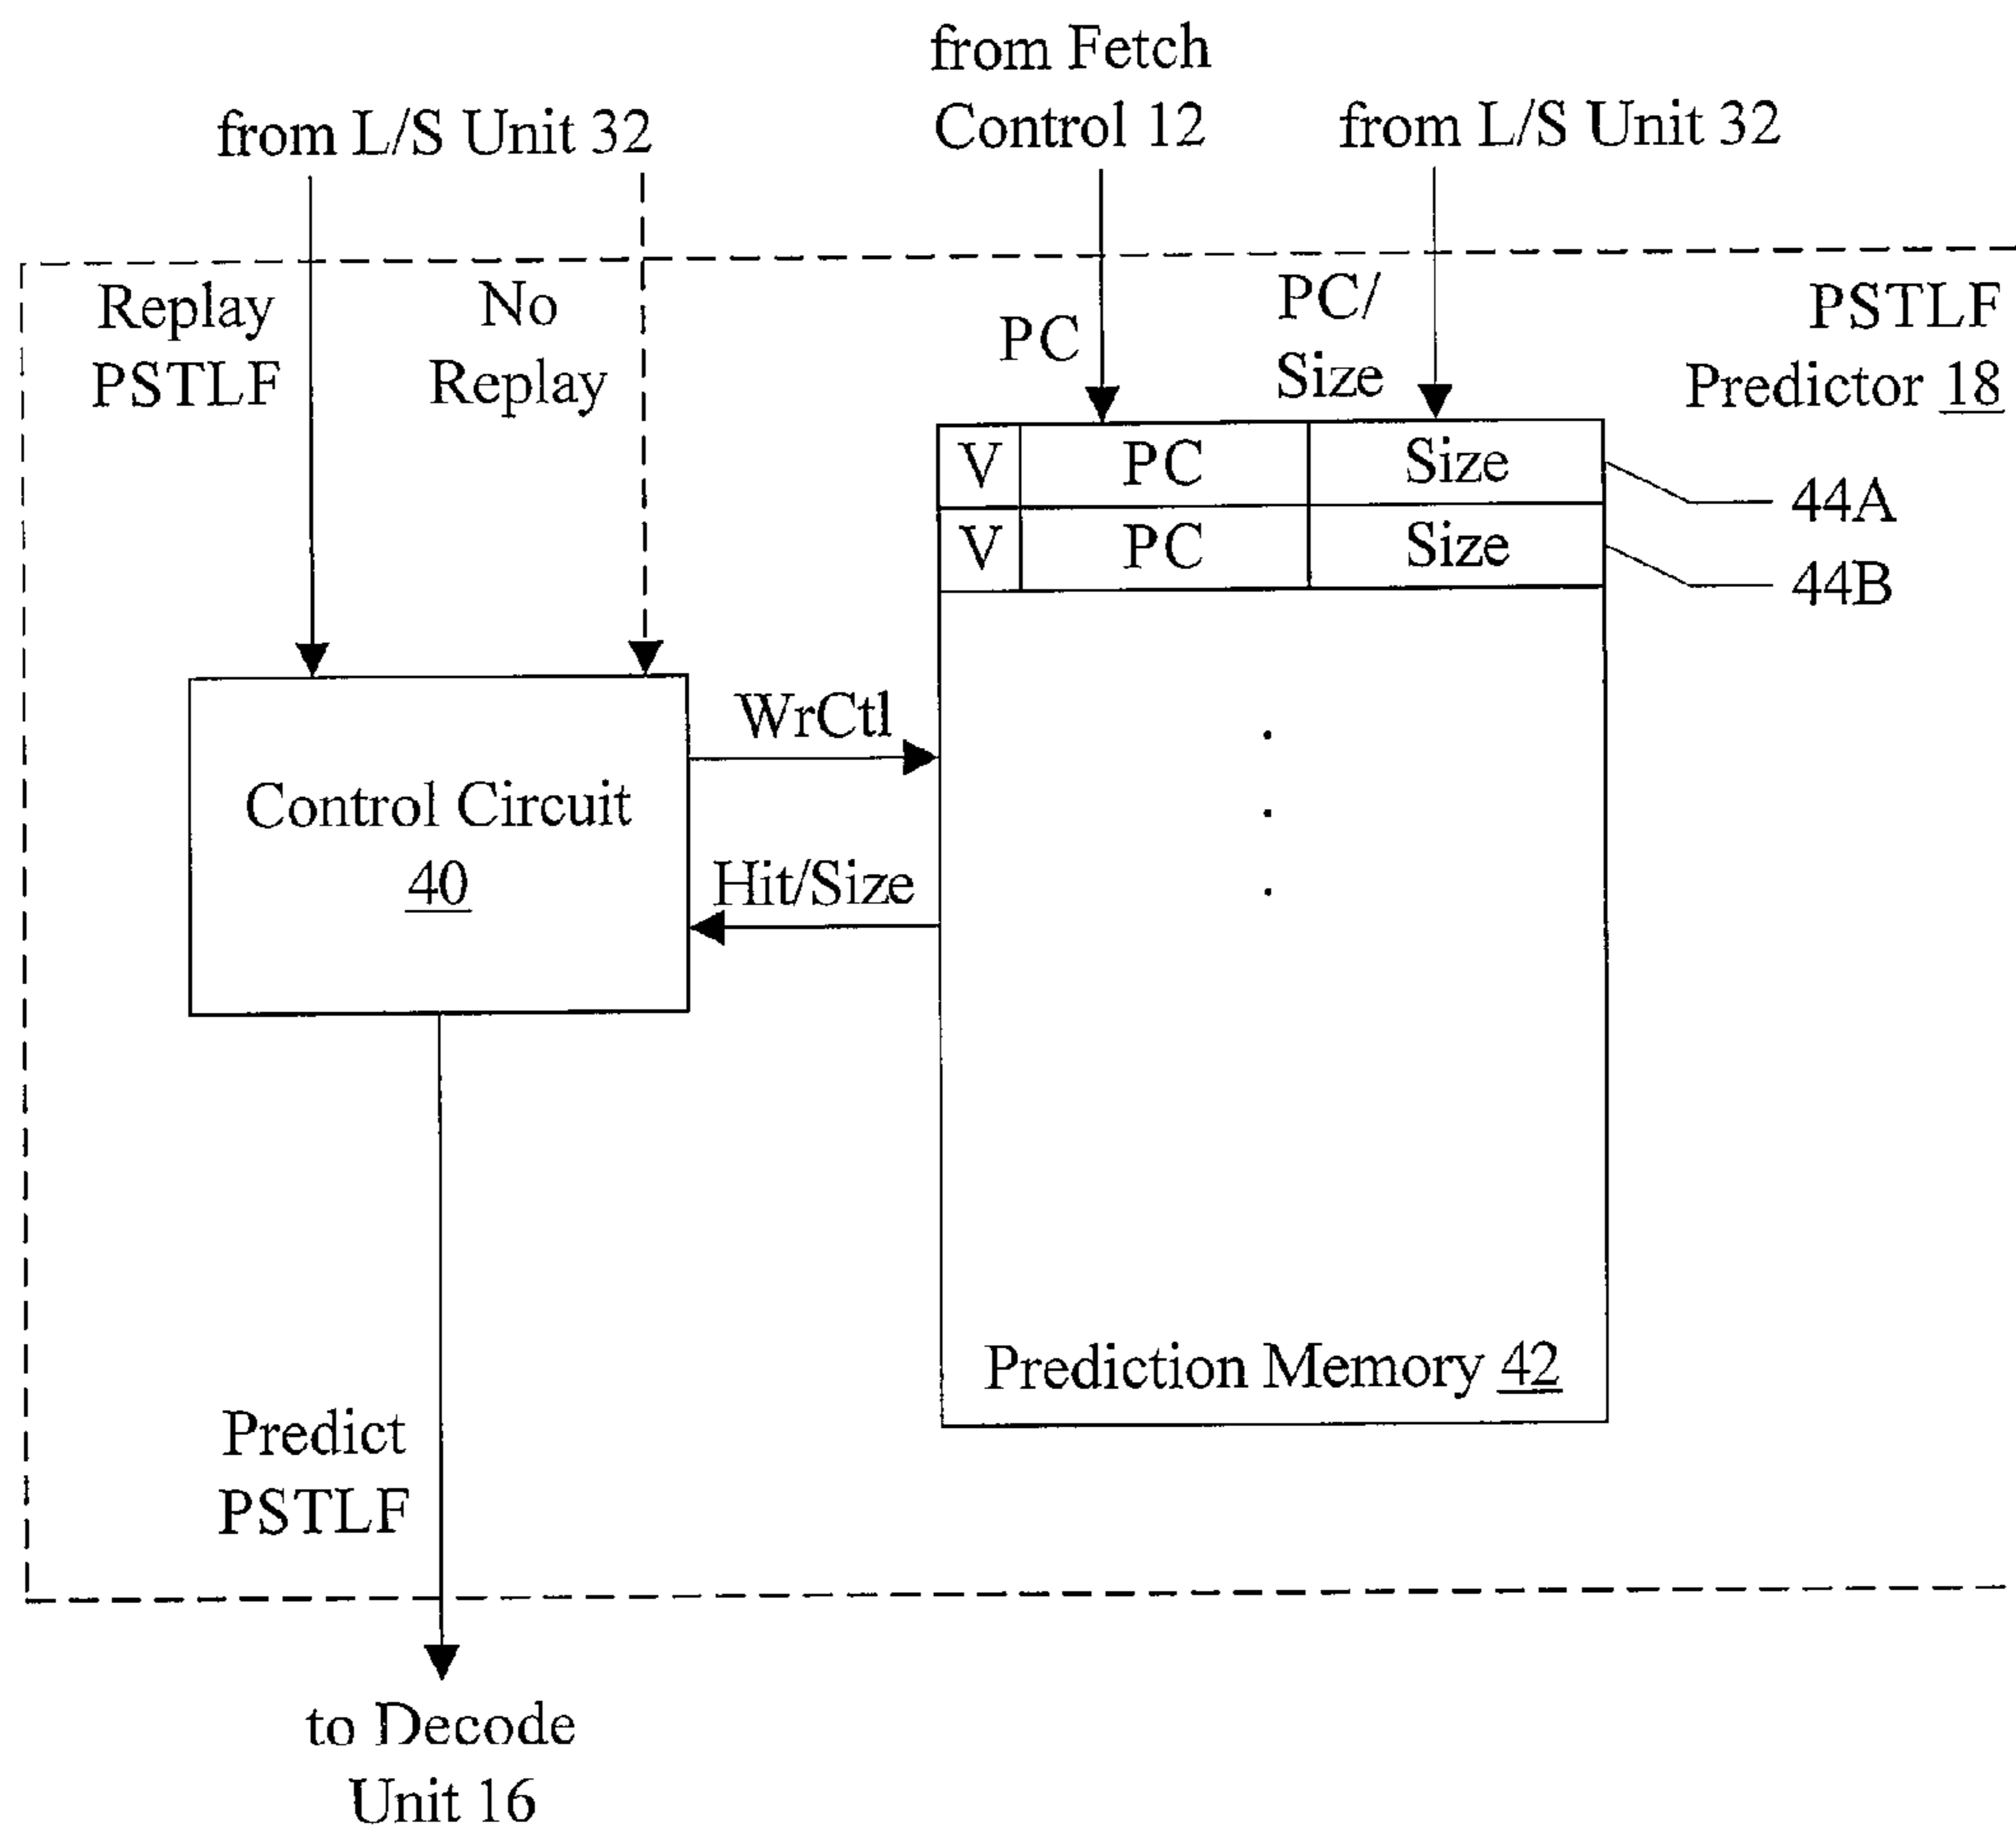 from Fetch
Control 12
from L/S Unit 32
from L/S Unit 32
Replay
PSTLF
No
Replay
PC
PC/
Size
PSTLF
Predictor 18
V PC Size
44A
V PC Size
44B
WrCtl
Control Circuit
40
Hit/Size
Prediction Memory 42
Predict
PSTLF
to Decode
Unit 16